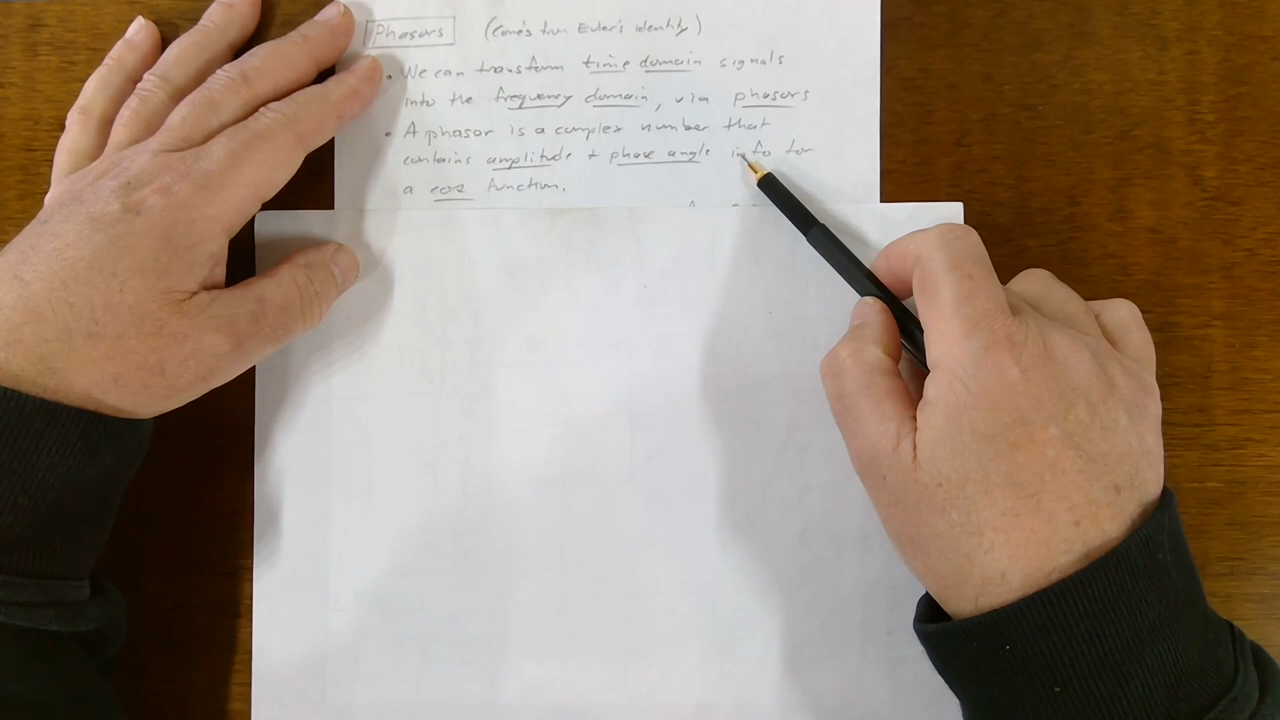 Phasors (Come's from Euler's identity)
• We can transform time domain signals
into the frequency domain, via phasors
• A phasor is a complex number that
contains amplitude + phase angle info for
a cos function.